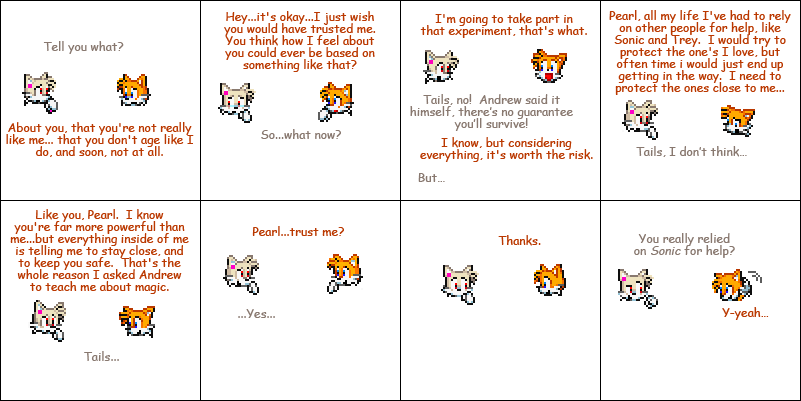 Tell you what?
About you, that you're not really
like me... that you don't age like I
do, and soon, not at all.
Hey...it's okay...I just wish
you would have trusted me.
You think how I feel about
you could ever be based on
something like that?
So...what now?
I'm going to take part in
that experiment, that's what.
Tails, no!  Andrew said it
himself, there's no guarantee
you'll survive!
I know, but considering
everything, it's worth the risk.
But...
Pearl, all my life I've had to rely
on other people for help, like
Sonic and Trey.  I would try to
protect the one's I love, but
often time i would just end up
getting in the way.  I need to
protect the ones close to me...
Tails, I don't think...
Like you, Pearl.  I know
you're far more powerful than
me...but everything inside of me
is telling me to stay close, and
to keep you safe.  That's the
whole reason I asked Andrew
to teach me about magic.
Tails...
Pearl...trust me?
...Yes...
Thanks.
You really relied
on Sonic for help?
Y-yeah...